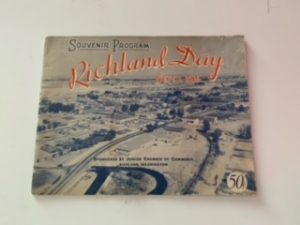 Souvenir Program
Richland Day
Sponsored by Junior Chamber of Commerce
Richland Washington
50¢